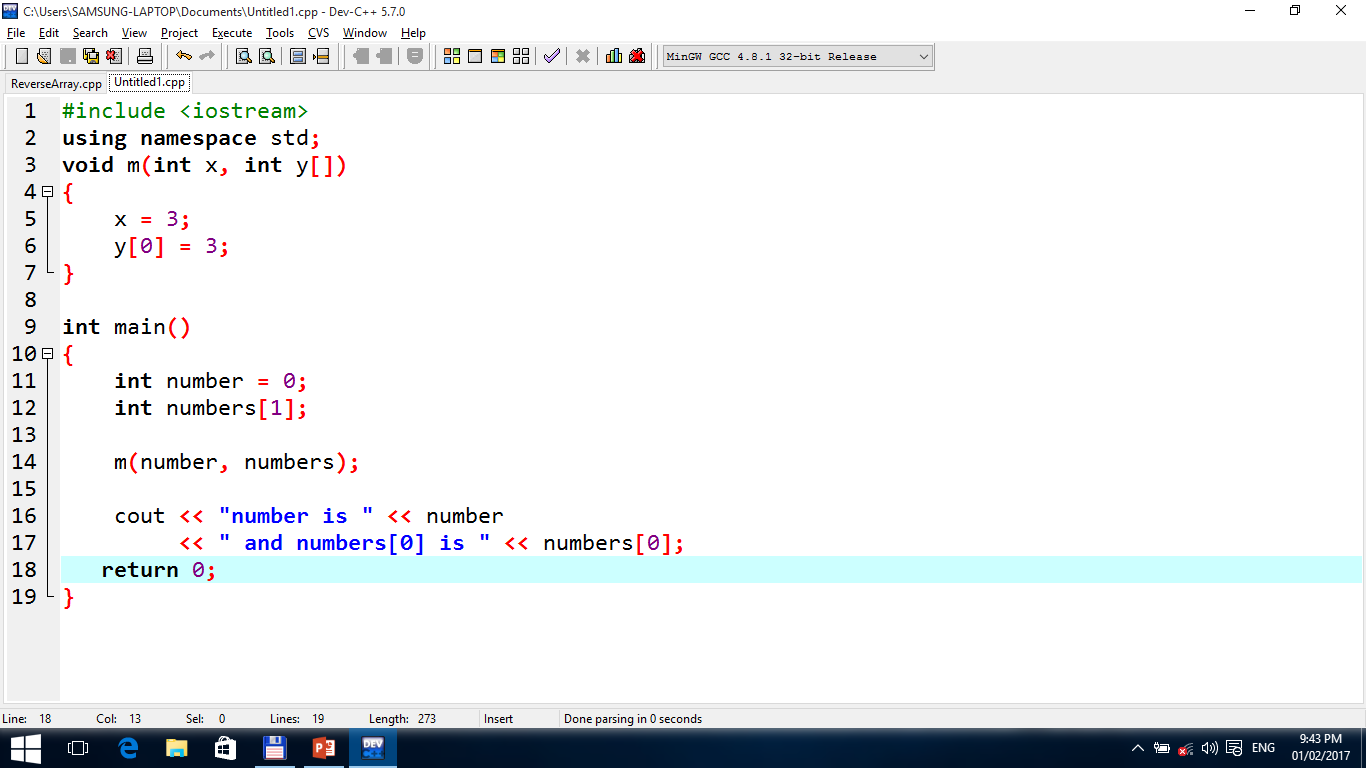 C:\Users\SAMSUNG-LAPTOP\Documents\Untitled1.cpp - Dev-C++ 5.7.0
File Edit Search View Project Execute Tools CVS Window Help
MinGW GCC 4.8.1 32-bit Release
ReverseArray.cpp Untitled1.cpp
1 #include <iostream>
2 using namespace std;
3 void m(int x, int y[])
4 {
5     x = 3;
6     y[0] = 3;
7 }
8
9 int main()
10 {
11     int number = 0;
12     int numbers[1];
13
14     m(number, numbers);
15
16     cout << "number is " << number
17          << " and numbers[0] is " << numbers[0];
18    return 0;
19 }
Line: 18 Col: 13 Sel: 0 Lines: 19 Length: 273 Insert Done parsing in 0 seconds
DEV C++ ENG 9:43 PM
01/02/2017